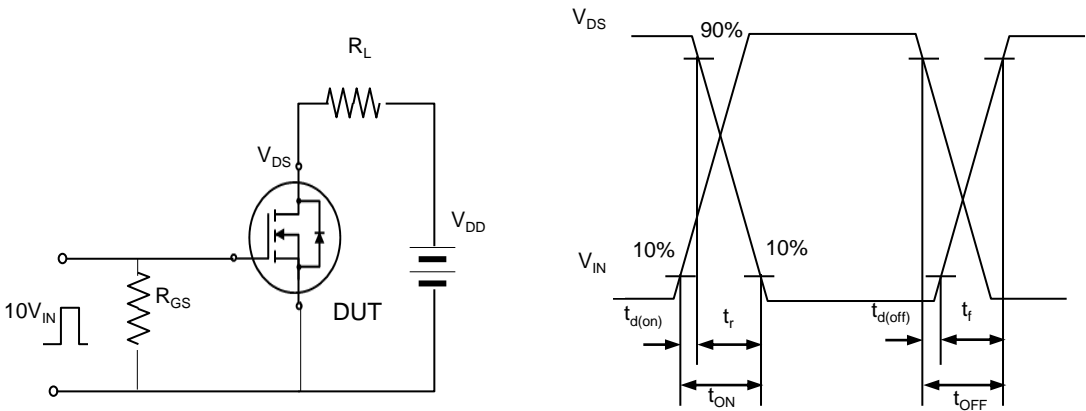 R_L
V_DS
V_DD
R_GS
10V_IN
DUT
V_DS
90%
10%
10%
V_IN
t_d(on)
t_r
t_d(off)
t_f
t_ON
t_OFF